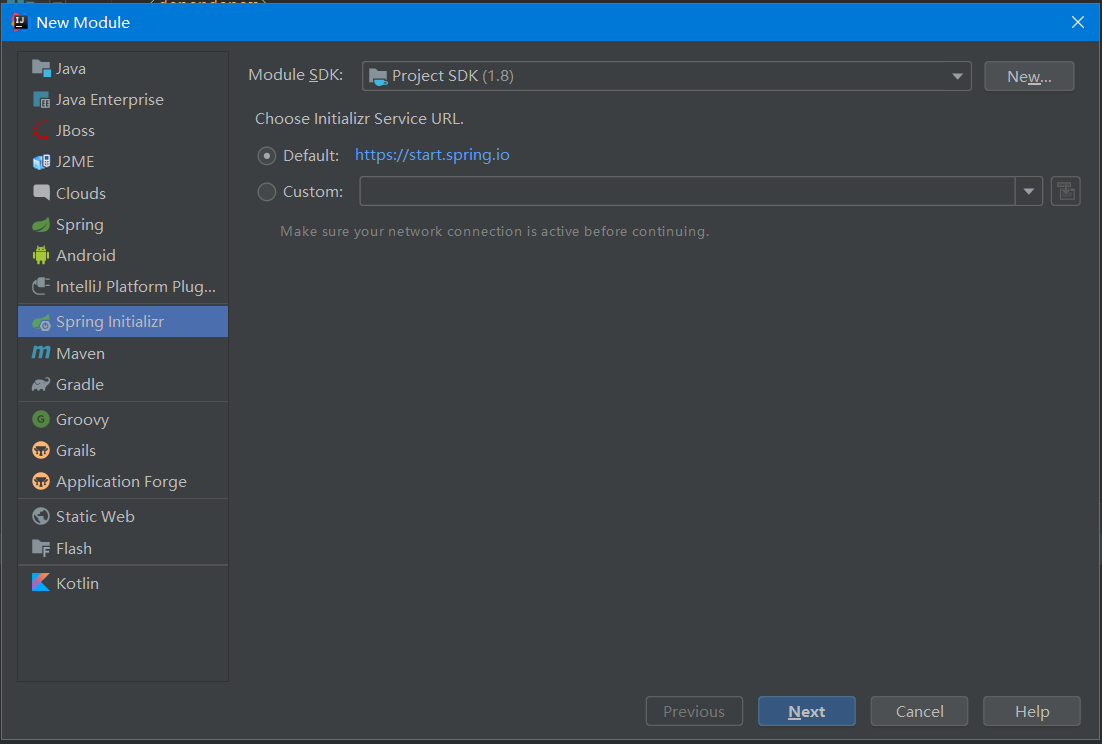 New Module
Java
Java Enterprise
JBoss
J2ME
Clouds
Spring
Android
IntelliJ Platform Plug...
Spring Initializr
Maven
Gradle
Groovy
Grails
Application Forge
Static Web
Flash
Kotlin
Module SDK: Project SDK (1.8) New...
Choose Initializr Service URL.
Default: https://start.spring.io
Custom:
Make sure your network connection is active before continuing.
Previous Next Cancel Help